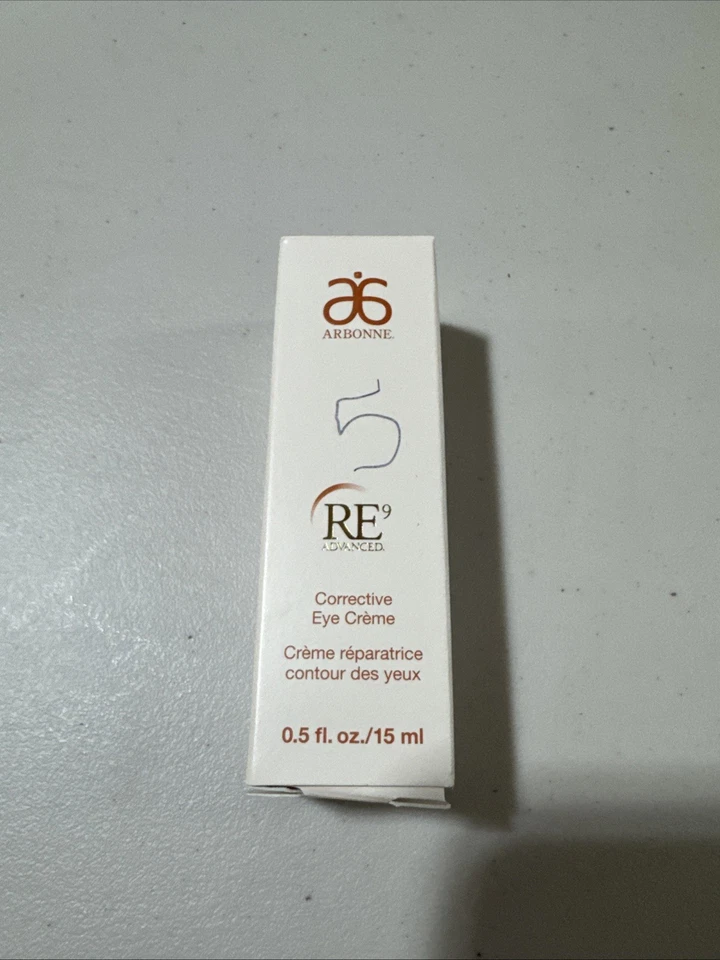 ARBONNE.
5
RE⁹
ADVANCED.
Corrective
Eye Crème
Crème réparatrice
contour des yeux
0.5 fl. oz./15 ml